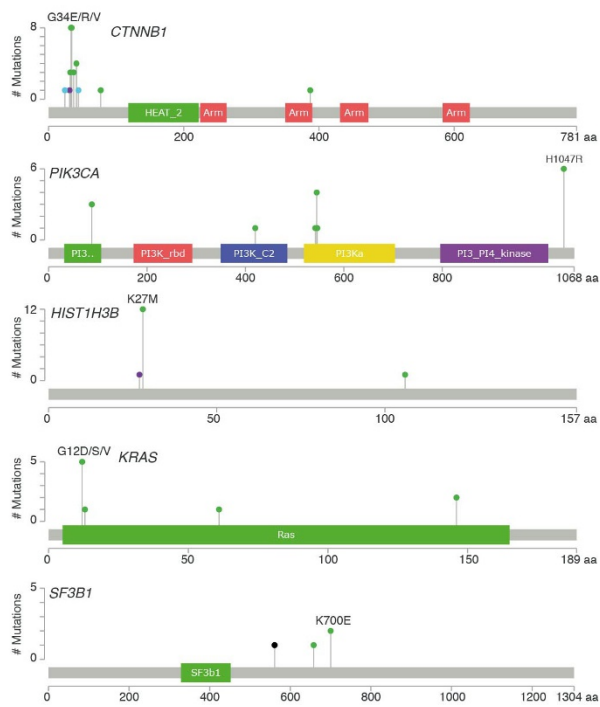 G34E/R/V
CTNNB1
# Mutations
8
0
HEAT_2
Arm
Arm
Arm
Arm
0 200 400 600 781 aa
PIK3CA
H1047R
# Mutations
6
0
PI3..
PI3K_rbd
PI3K_C2
PI3Ka
PI3_PI4_kinase
0 200 400 600 800 1068 aa
HIST1H3B
K27M
# Mutations
12
0
0 50 100 157 aa
G12D/S/V
KRAS
# Mutations
5
0
Ras
0 50 100 150 189 aa
SF3B1
K700E
# Mutations
5
0
SF3b1
0 200 400 600 800 1000 1200 1304 aa